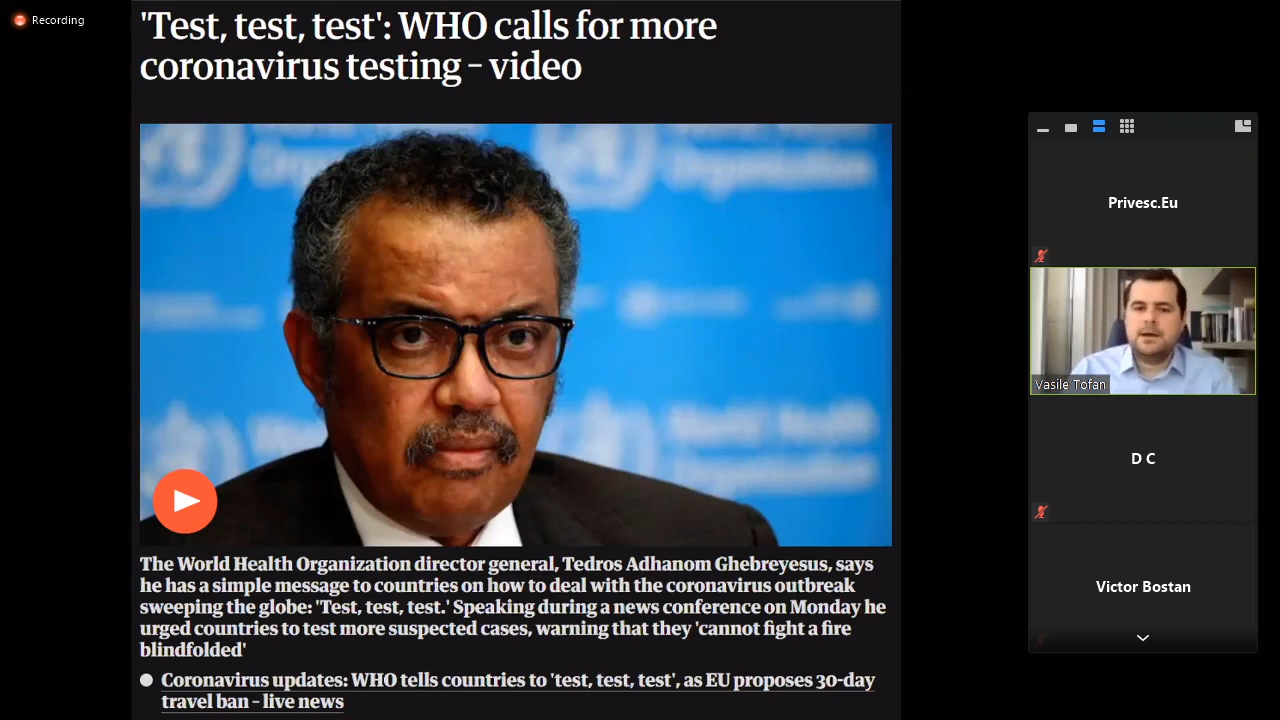 Recording
'Test, test, test': WHO calls for more
coronavirus testing – video
Organization
Organization
World Health
The World Health Organization director general, Tedros Adhanom Ghebreyesus, says
he has a simple message to countries on how to deal with the coronavirus outbreak
sweeping the globe: 'Test, test, test.' Speaking during a news conference on Monday he
urged countries to test more suspected cases, warning that they 'cannot fight a fire
blindfolded'
Coronavirus updates: WHO tells countries to 'test, test, test', as EU proposes 30-day
travel ban – live news
Privesc.Eu
Vasile Tofan
D C
Victor Bostan